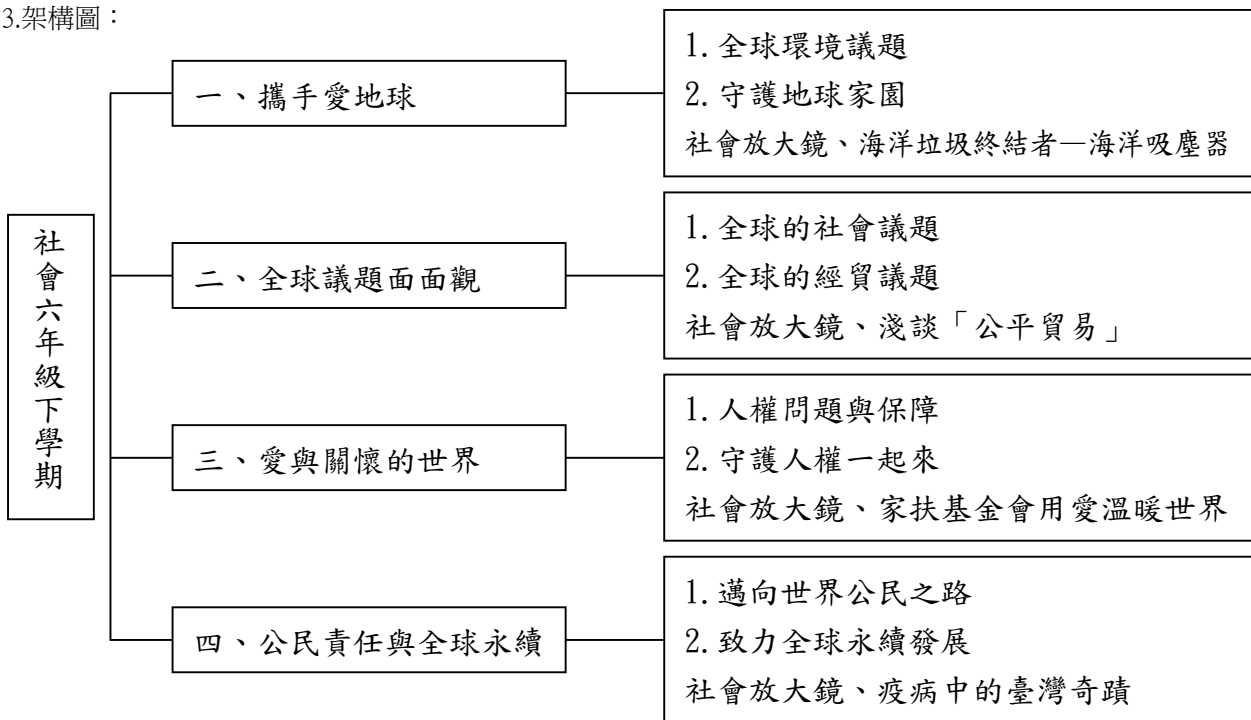 3.架構圖：
社會六年級下學期
一、攜手愛地球
1.全球環境議題
2.守護地球家園
社會放大鏡、海洋垃圾終結者—海洋吸塵器
二、全球議題面面觀
1.全球的社會議題
2.全球的經貿議題
社會放大鏡、淺談「公平貿易」
三、愛與關懷的世界
1.人權問題與保障
2.守護人權一起來
社會放大鏡、家扶基金會用愛溫暖世界
四、公民責任與全球永續
1.邁向世界公民之路
2.致力全球永續發展
社會放大鏡、疫病中的臺灣奇蹟